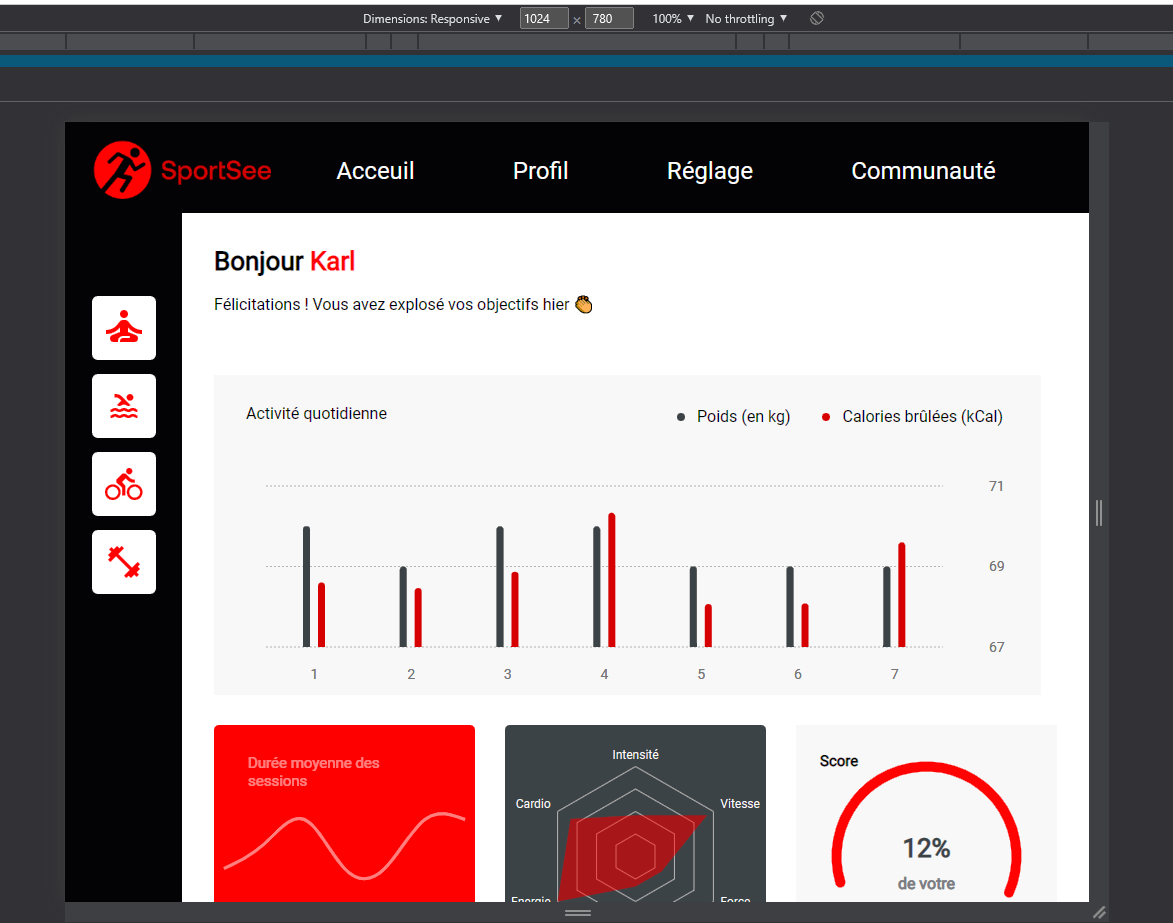 Dimensions: Responsive ▼ 1024 × 780 100% ▼ No throttling ▼
SportSee Acceuil Profil Réglage Communauté
Bonjour Karl
Félicitations ! Vous avez explosé vos objectifs hier 👏
Activité quotidienne
Poids (en kg) Calories brûlées (kCal)
71
69
67
1 2 3 4 5 6 7
Durée moyenne des
sessions
Intensité
Cardio
Vitesse
Energie
Force
Score
12%
de votre